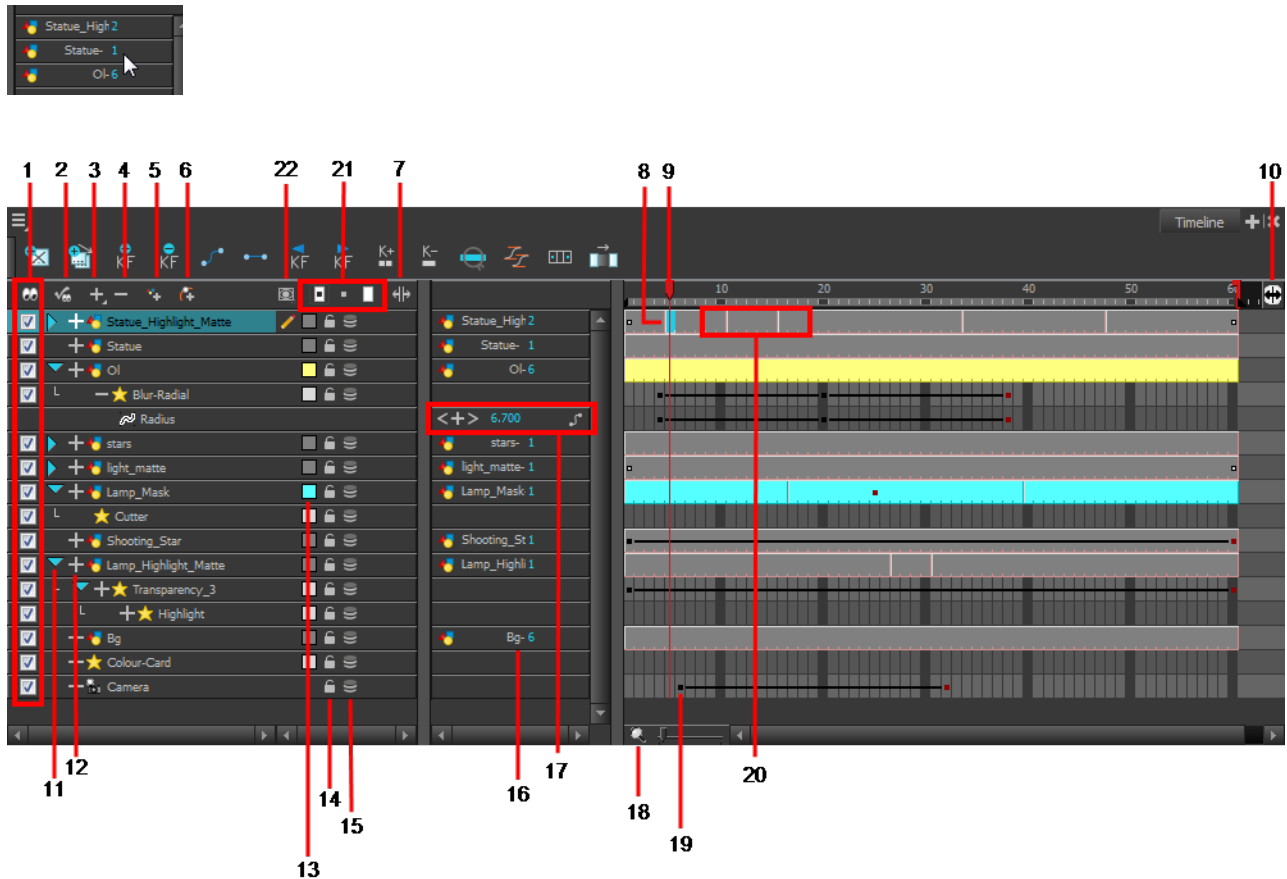 Statue_High 2
Statue- 1
Ol- 6
1 2 3 4 5 6 22 21 7 8 9 10
Timeline
KF KF KF KF K+ K-
10 20 30 40 50
Statue_Highlight_Matte Statue_High 2
Statue Statue- 1
Ol Ol- 6
Blur-Radial
Radius <+> 6.700
stars stars- 1
light_matte light_matte- 1
Lamp_Mask Lamp_Mask- 1
Cutter
Shooting_Star Shooting_St 1
Lamp_Highlight_Matte Lamp_Highli 1
Transparency_3
Highlight
Bg Bg- 6
Colour-Card
Camera
11 12 13 14 15 16 17 18 19 20